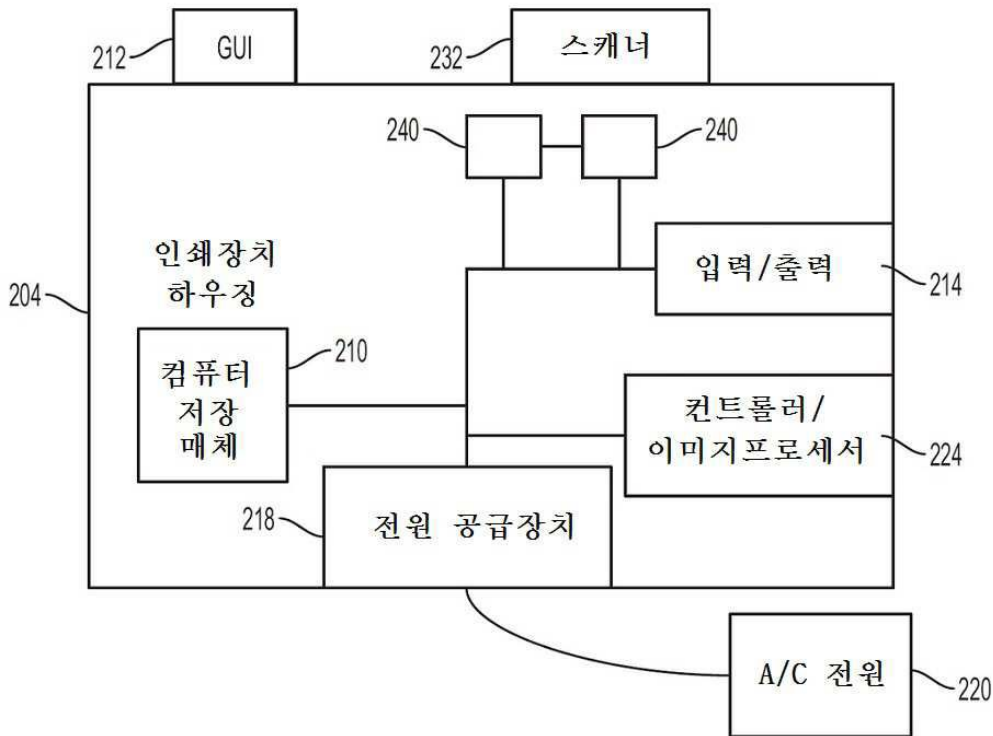 212
GUI
232
스캐너
240
240
인쇄장치
하우징
입력/출력
214
204
210
컴퓨터
저장
매체
컨트롤러/
이미지프로세서
224
218
전원 공급장치
A/C 전원
220